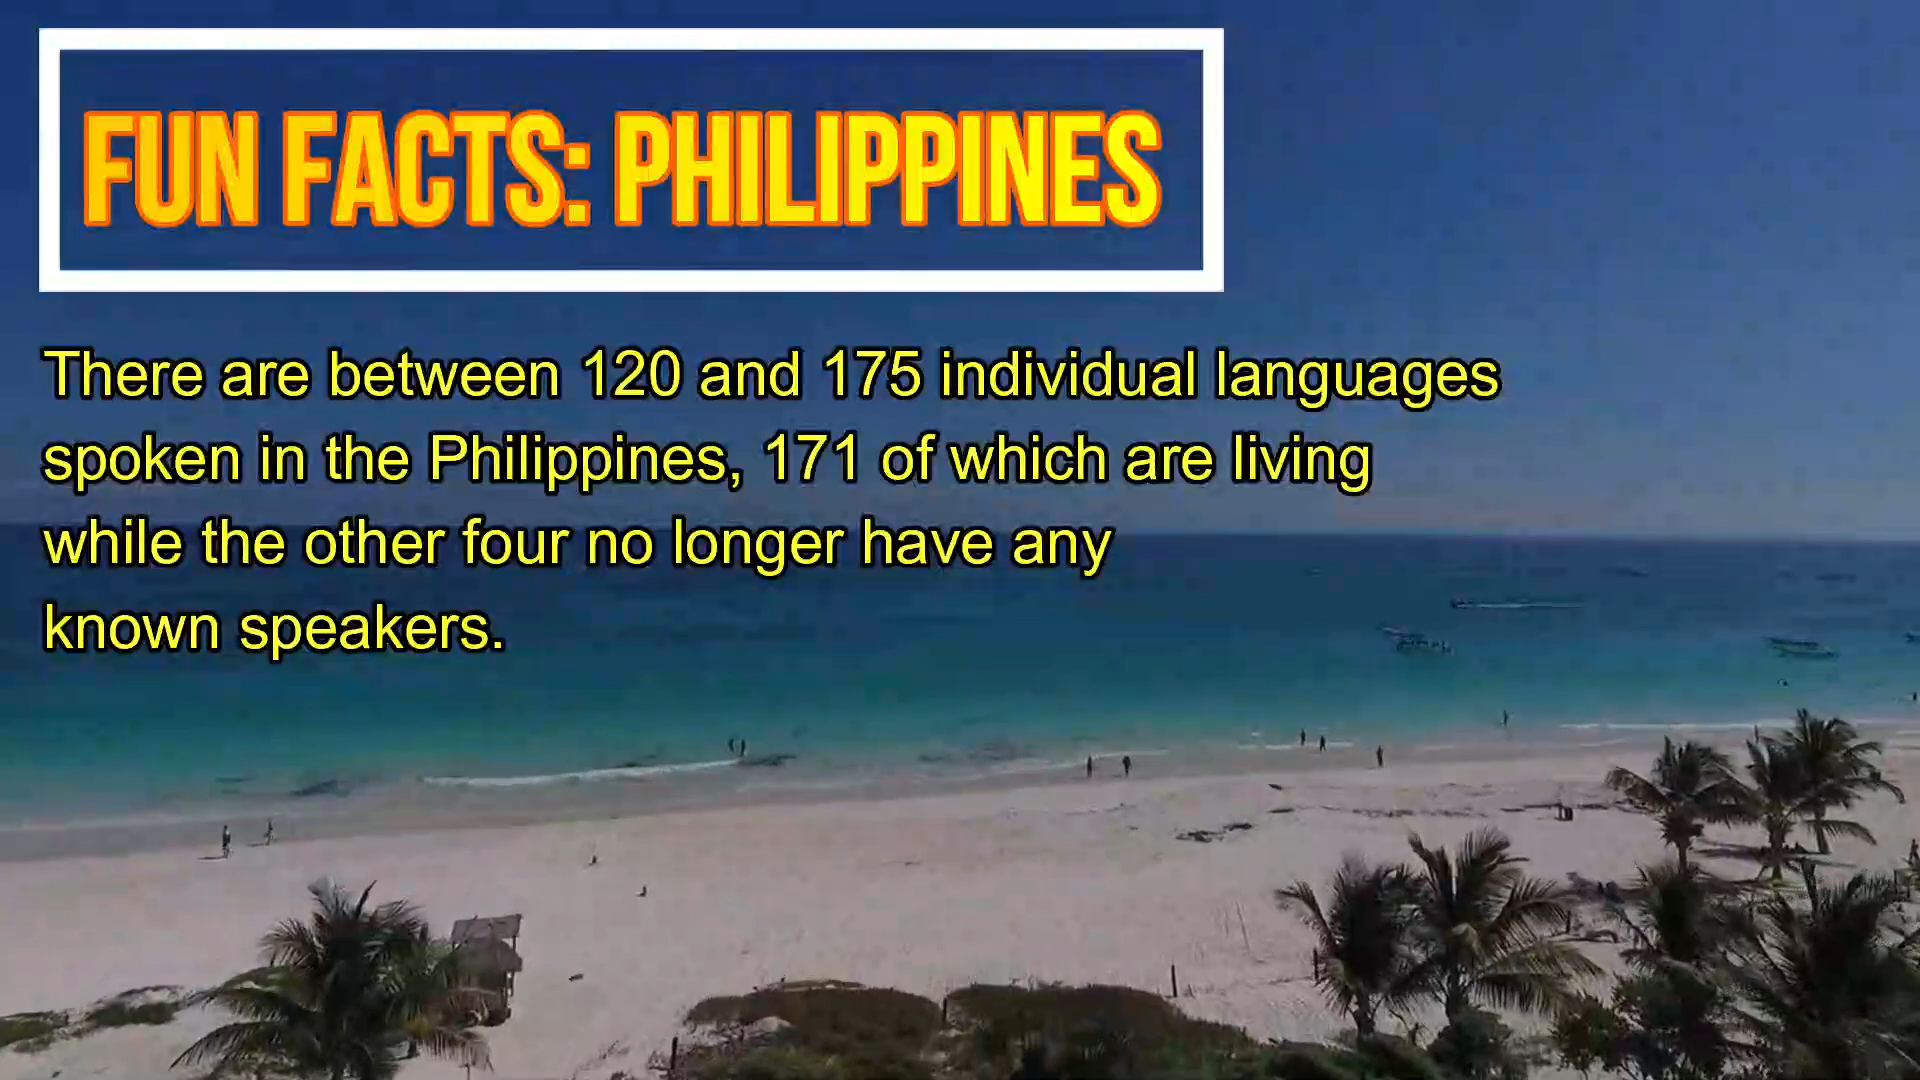 FUN FACTS: PHILIPPINES
There are between 120 and 175 individual languages
spoken in the Philippines, 171 of which are living
while the other four no longer have any
known speakers.